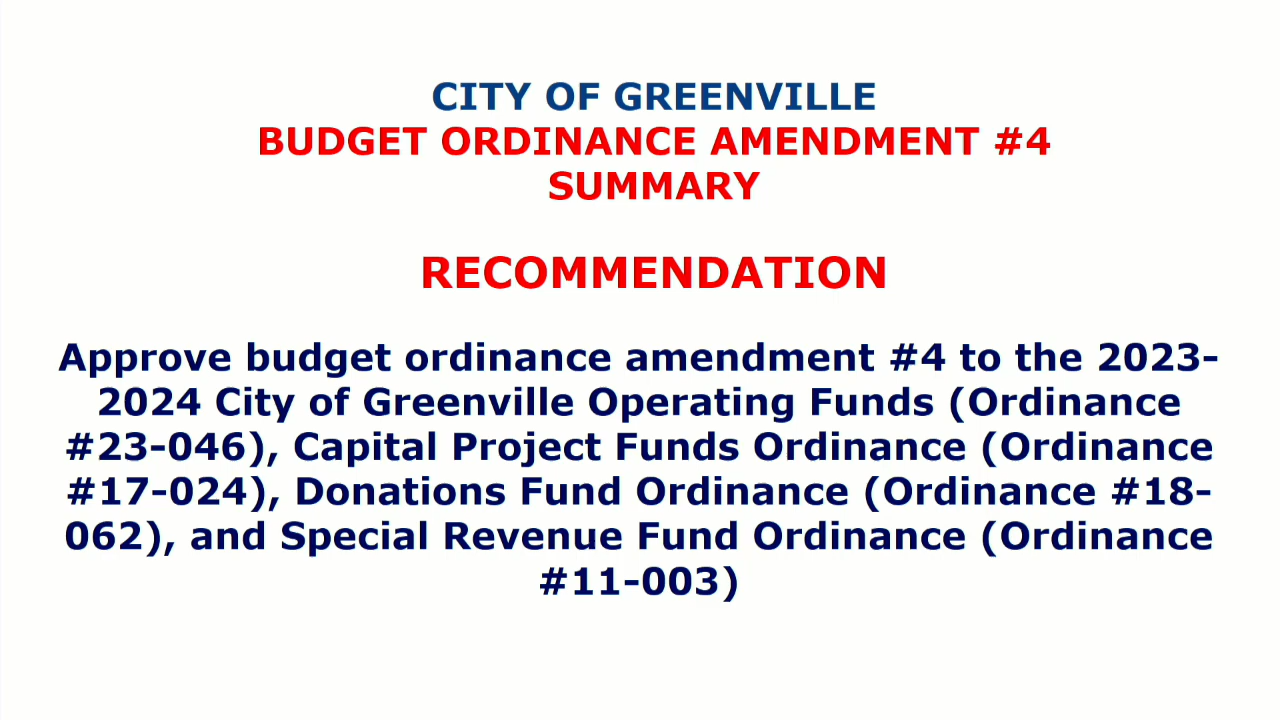 CITY OF GREENVILLE
BUDGET ORDINANCE AMENDMENT #4
SUMMARY
RECOMMENDATION
Approve budget ordinance amendment #4 to the 2023-
2024 City of Greenville Operating Funds (Ordinance
#23-046), Capital Project Funds Ordinance (Ordinance
#17-024), Donations Fund Ordinance (Ordinance #18-
062), and Special Revenue Fund Ordinance (Ordinance
#11-003)